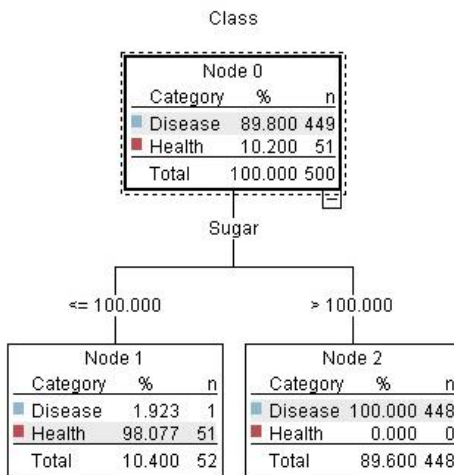 Class
Node 0
Category % n
Disease 89.800 449
Health 10.200 51
Total 100.000 500
Sugar
<= 100.000
> 100.000
Node 1
Category % n
Disease 1.923 1
Health 98.077 51
Total 10.400 52
Node 2
Category % n
Disease 100.000 448
Health 0.000 0
Total 89.600 448